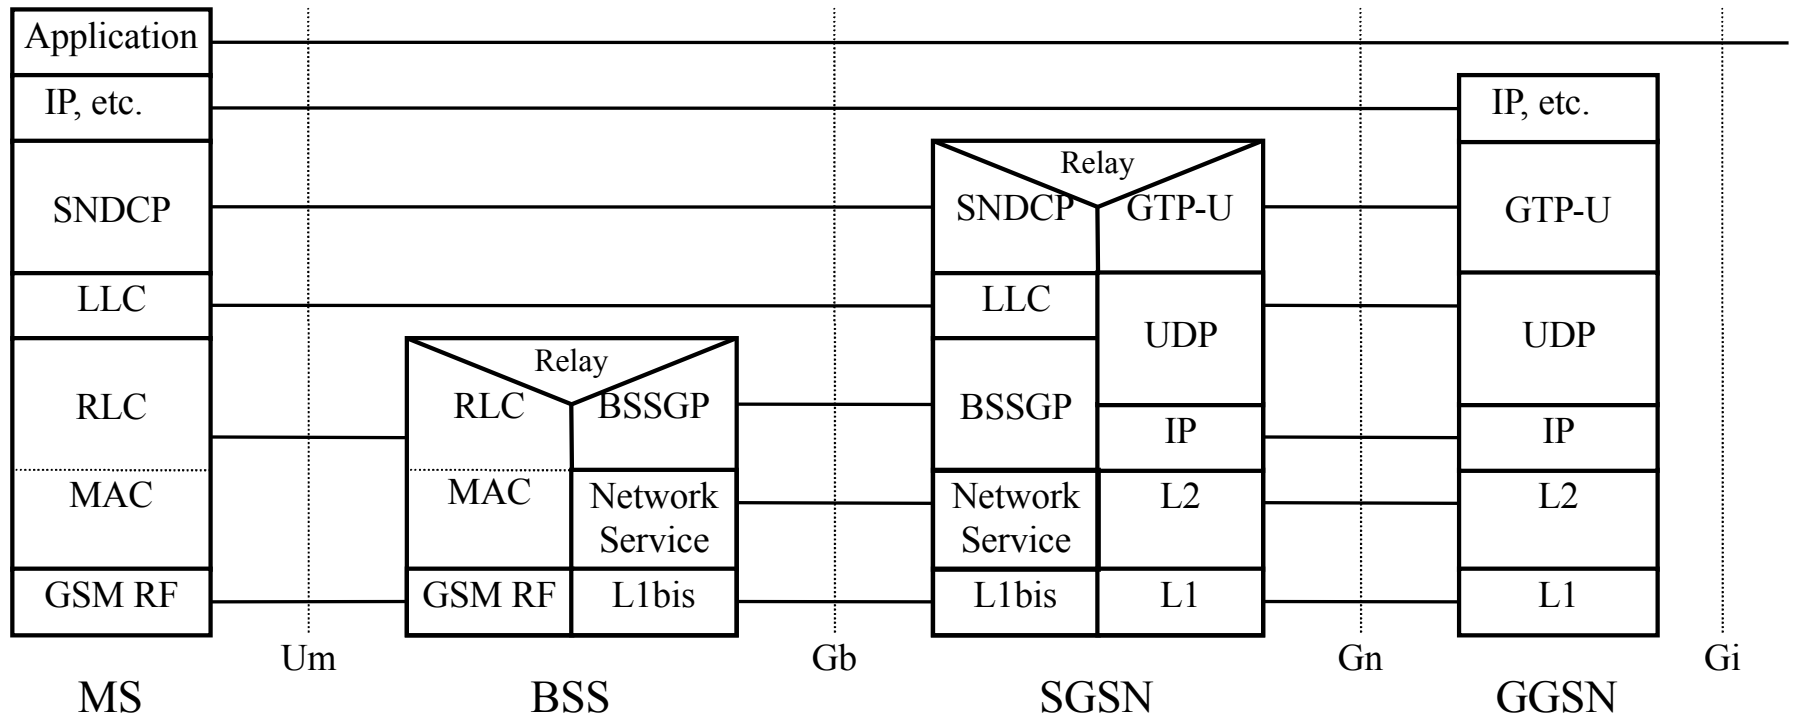 Application
IP, etc.
IP, etc.
Relay
SNDCP
SNDCP
GTP-U
GTP-U
LLC
LLC
UDP
UDP
Relay
RLC
RLC
BSSGP
BSSGP
IP
IP
MAC
MAC
Network
Service
Network
Service
L2
L2
GSM RF
GSM RF
L1bis
L1bis
L1
L1
Um
Gb
Gn
Gi
MS
BSS
SGSN
GGSN